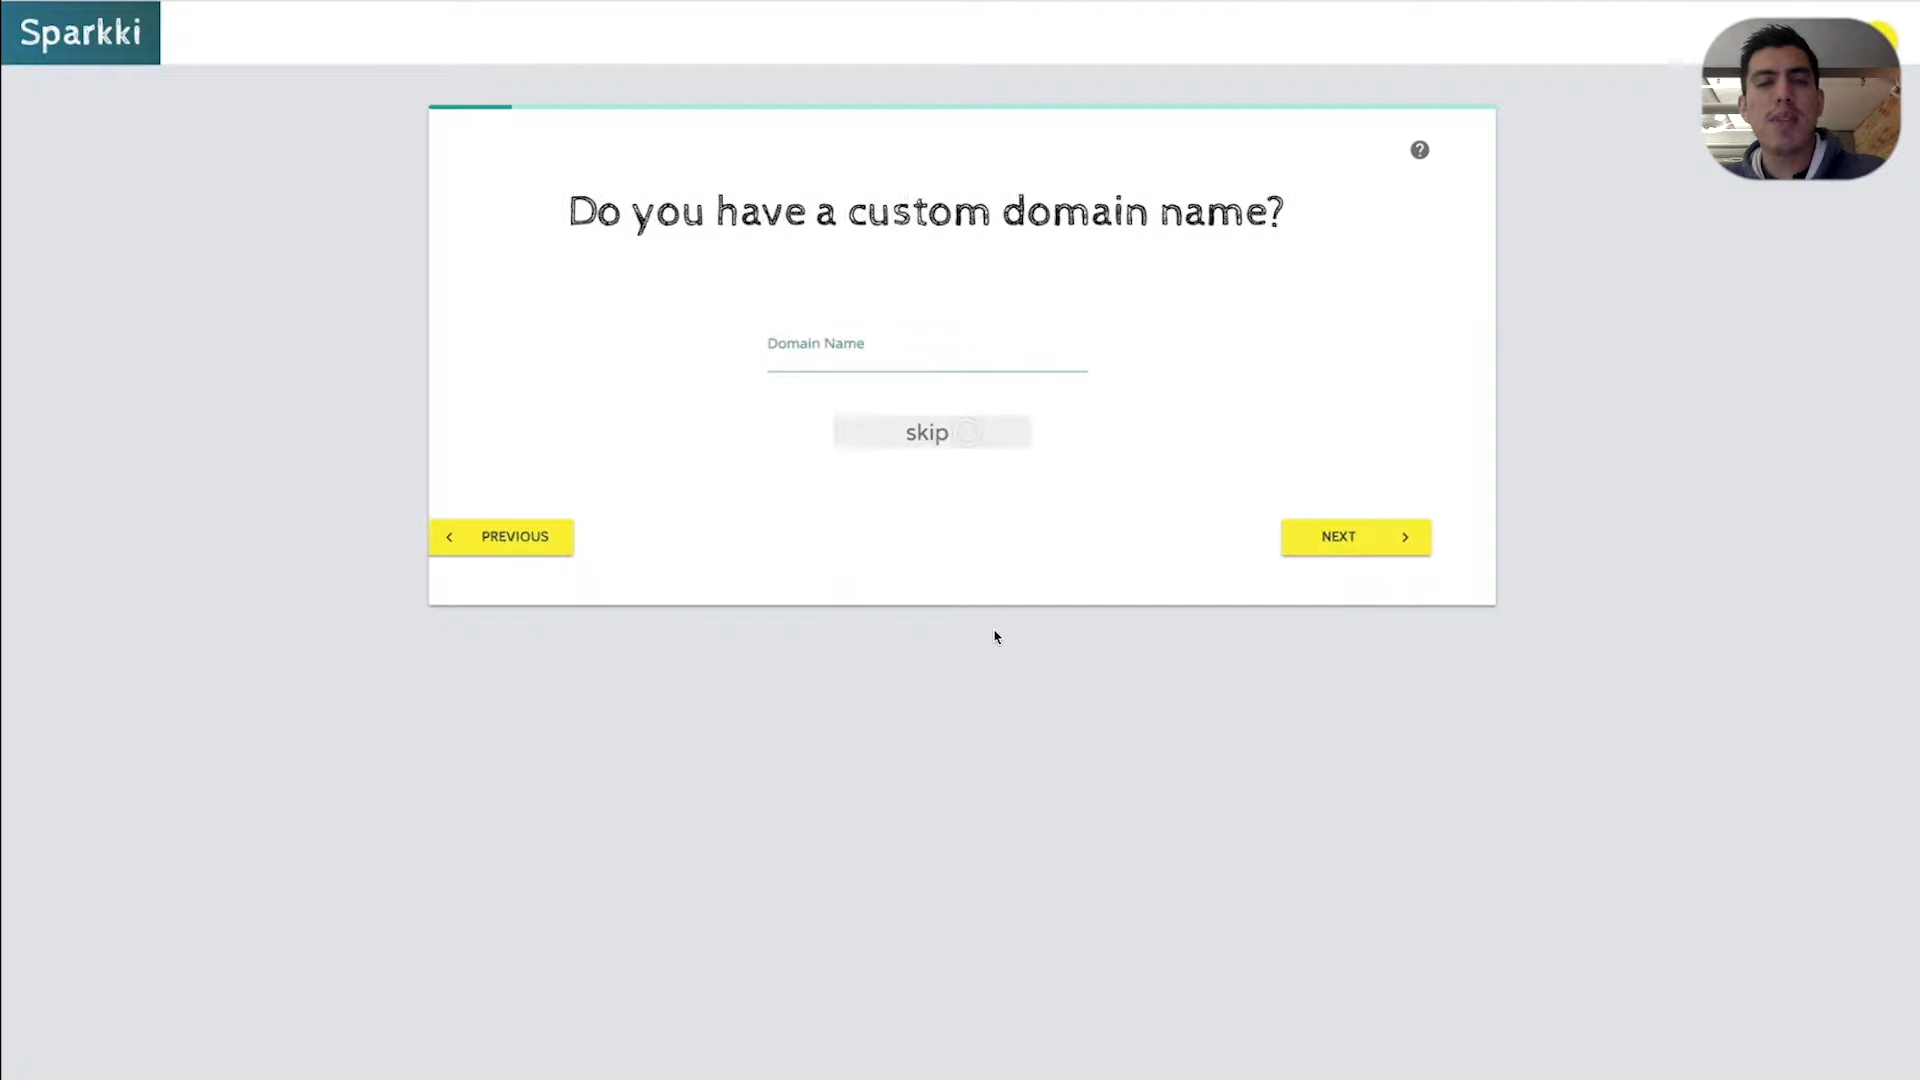 Sparkki
Do you have a custom domain name?
Domain Name
skip
PREVIOUS
NEXT